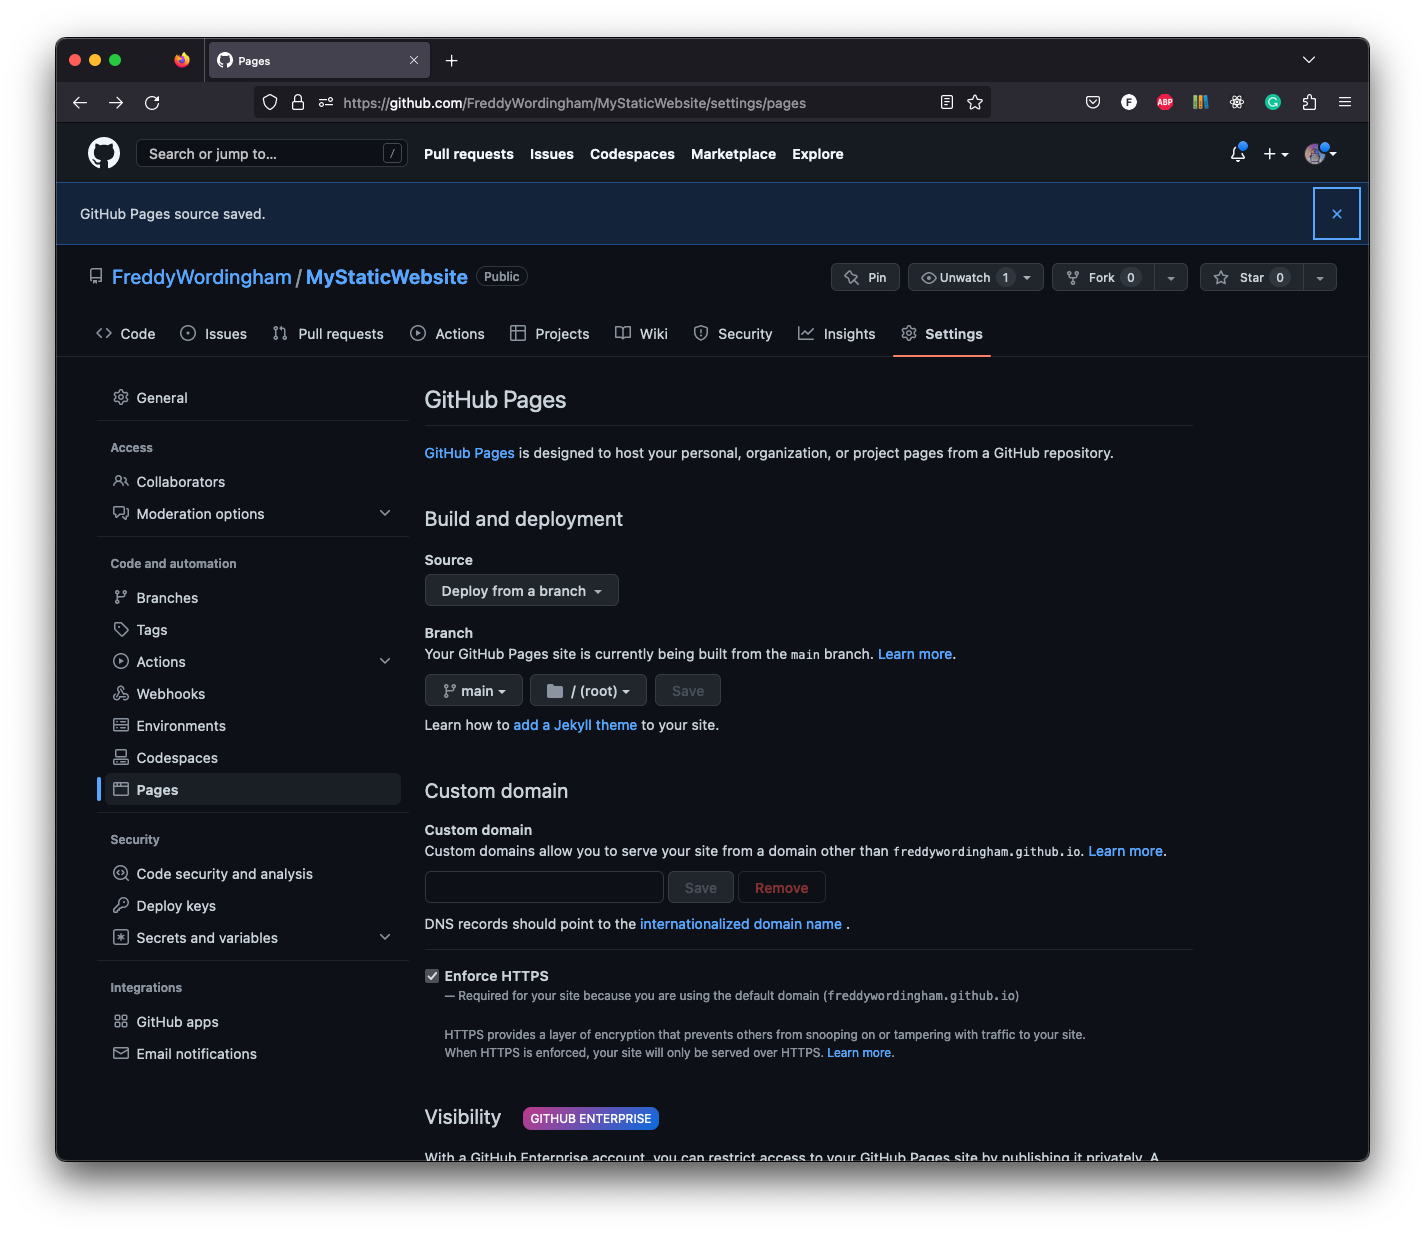 Pages
https://github.com/FreddyWordingham/MyStaticWebsite/settings/pages
F
ABP
G
Search or jump to...
/
Pull requests
Issues
Codespaces
Marketplace
Explore
GitHub Pages source saved.
FreddyWordingham / MyStaticWebsite
Public
Pin
Unwatch 1
Fork 0
Star 0
Code
Issues
Pull requests
Actions
Projects
Wiki
Security
Insights
Settings
General
Access
Collaborators
Moderation options
Code and automation
Branches
Tags
Actions
Webhooks
Environments
Codespaces
Pages
Security
Code security and analysis
Deploy keys
Secrets and variables
Integrations
GitHub apps
Email notifications
GitHub Pages
GitHub Pages is designed to host your personal, organization, or project pages from a GitHub repository.
Build and deployment
Source
Deploy from a branch
Branch
Your GitHub Pages site is currently being built from the main branch. Learn more.
main
/ (root)
Save
Learn how to add a Jekyll theme to your site.
Custom domain
Custom domain
Custom domains allow you to serve your site from a domain other than freddywordingham.github.io. Learn more.
Save
Remove
DNS records should point to the internationalized domain name .
Enforce HTTPS
— Required for your site because you are using the default domain (freddywordingham.github.io)
HTTPS provides a layer of encryption that prevents others from snooping on or tampering with traffic to your site.
When HTTPS is enforced, your site will only be served over HTTPS. Learn more.
Visibility
GITHUB ENTERPRISE
With a GitHub Enterprise account, you can restrict access to your GitHub Pages site by publishing it privately. A